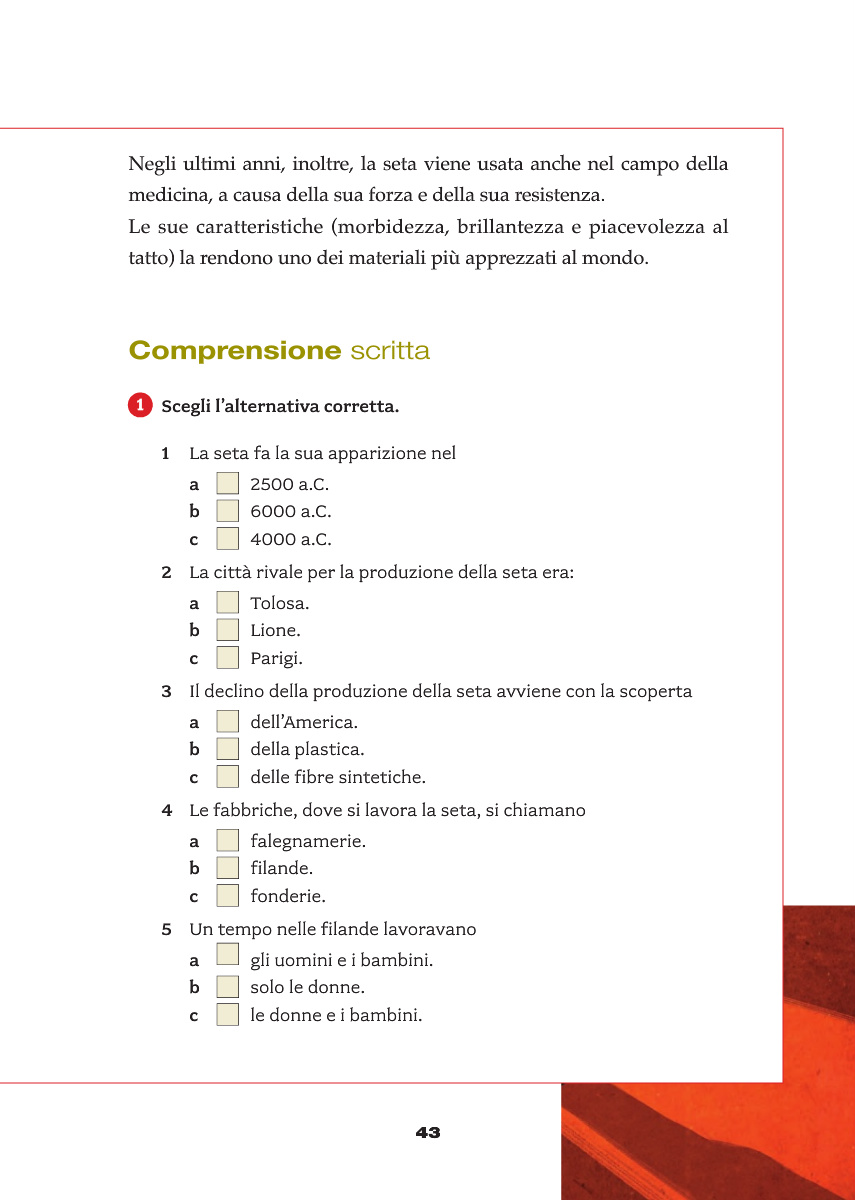 Negli ultimi anni, inoltre, la seta viene usata anche nel campo della
medicina, a causa della sua forza e della sua resistenza.
Le sue caratteristiche (morbidezza, brillantezza e piacevolezza al
tatto) la rendono uno dei materiali più apprezzati al mondo.
Comprensione scritta
1 Scegli l'alternativa corretta.
1 La seta fa la sua apparizione nel
a 2500 a.C.
b 6000 a.C.
c 4000 a.C.
2 La città rivale per la produzione della seta era:
a Tolosa.
b Lione.
c Parigi.
3 Il declino della produzione della seta avviene con la scoperta
a dell'America.
b della plastica.
c delle fibre sintetiche.
4 Le fabbriche, dove si lavora la seta, si chiamano
a falegnamerie.
b filande.
c fonderie.
5 Un tempo nelle filande lavoravano
a gli uomini e i bambini.
b solo le donne.
c le donne e i bambini.
43